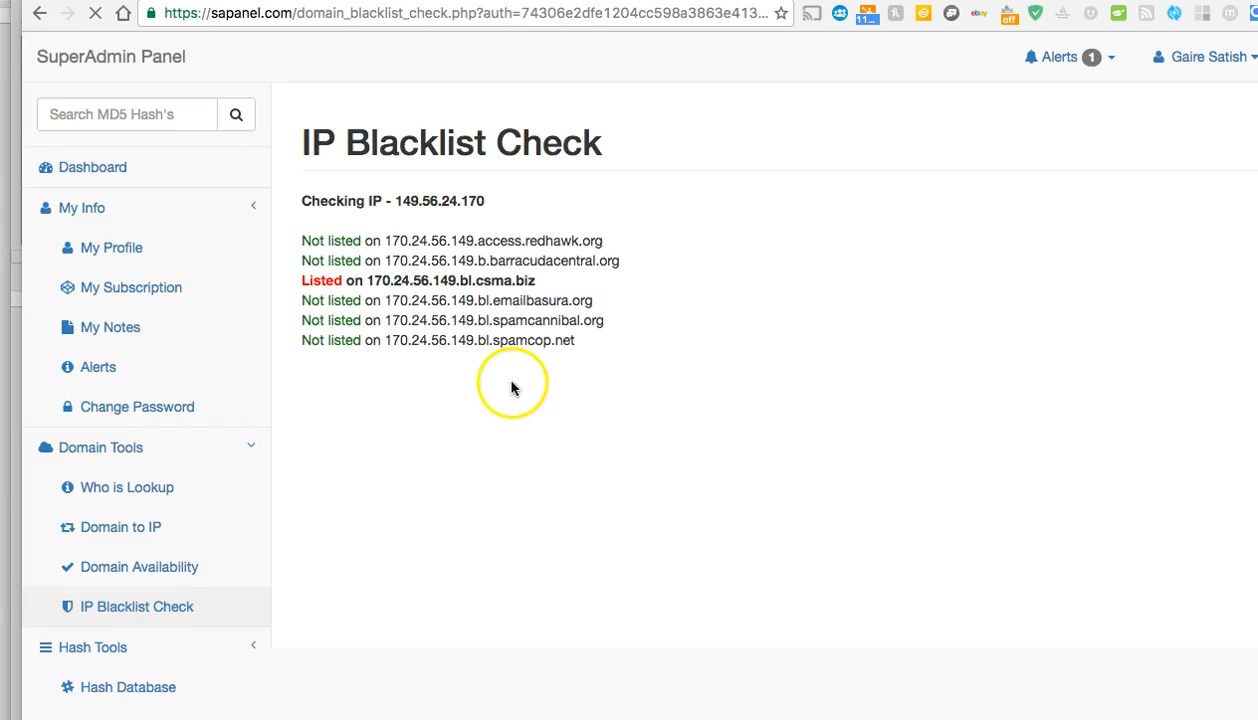 https://sapanel.com/domain_blacklist_check.php?auth=74306e2dfe1204cc598a3863e413...
11...
off
ebay
SuperAdmin Panel
Alerts 1
Gaire Satish
Search MD5 Hash's
Dashboard
My Info
My Profile
My Subscription
My Notes
Alerts
Change Password
Domain Tools
Who is Lookup
Domain to IP
Domain Availability
IP Blacklist Check
Hash Tools
Hash Database
IP Blacklist Check
Checking IP - 149.56.24.170
Not listed on 170.24.56.149.access.redhawk.org
Not listed on 170.24.56.149.b.barracudacentral.org
Listed on 170.24.56.149.bl.csma.biz
Not listed on 170.24.56.149.bl.emailbasura.org
Not listed on 170.24.56.149.bl.spamcannibal.org
Not listed on 170.24.56.149.bl.spamcop.net